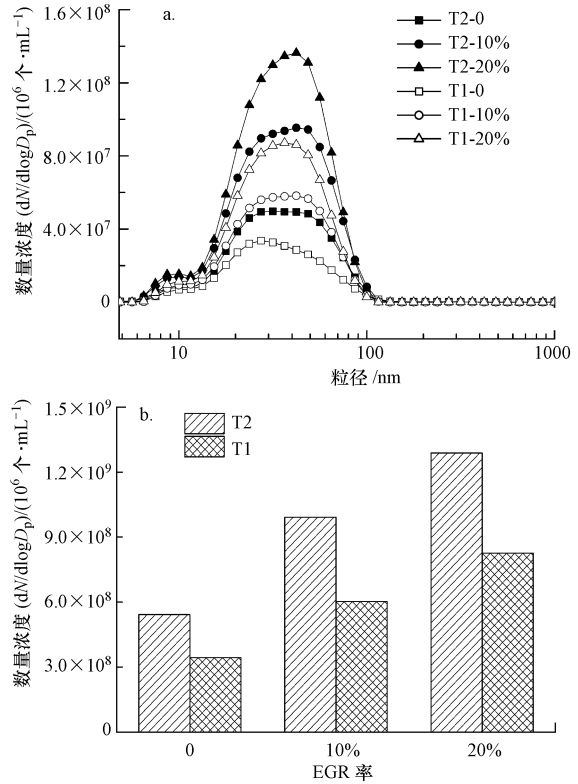 a.
数量浓度 (dN/dlogDp)/(10⁶ 个·mL⁻¹)
1.6×10⁸
1.2×10⁸
8.0×10⁷
4.0×10⁷
0
T2-0
T2-10%
T2-20%
T1-0
T1-10%
T1-20%
10
100
1000
粒径/nm
b.
数量浓度 (dN/dlogDp)/(10⁶ 个·mL⁻¹)
1.5×10⁹
1.2×10⁹
9.0×10⁸
6.0×10⁸
3.0×10⁸
0
T2
T1
0
10%
20%
EGR 率